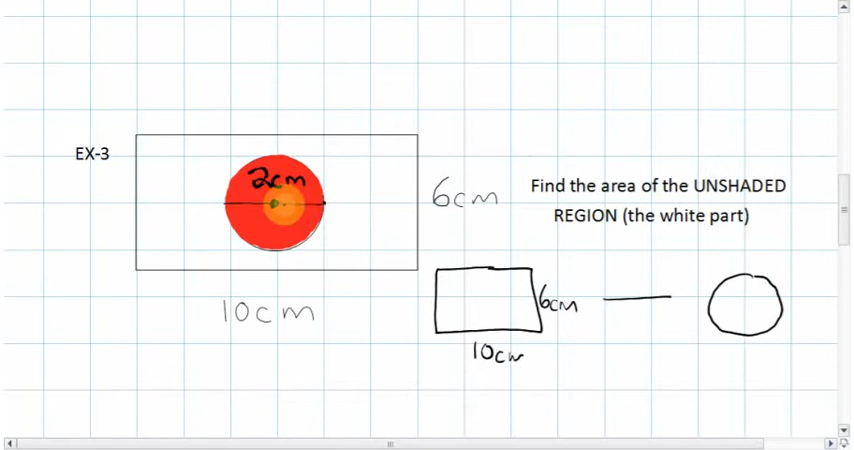 EX-3
2cm
6cm
10cm
Find the area of the UNSHADED
REGION (the white part)
6cm
10cm